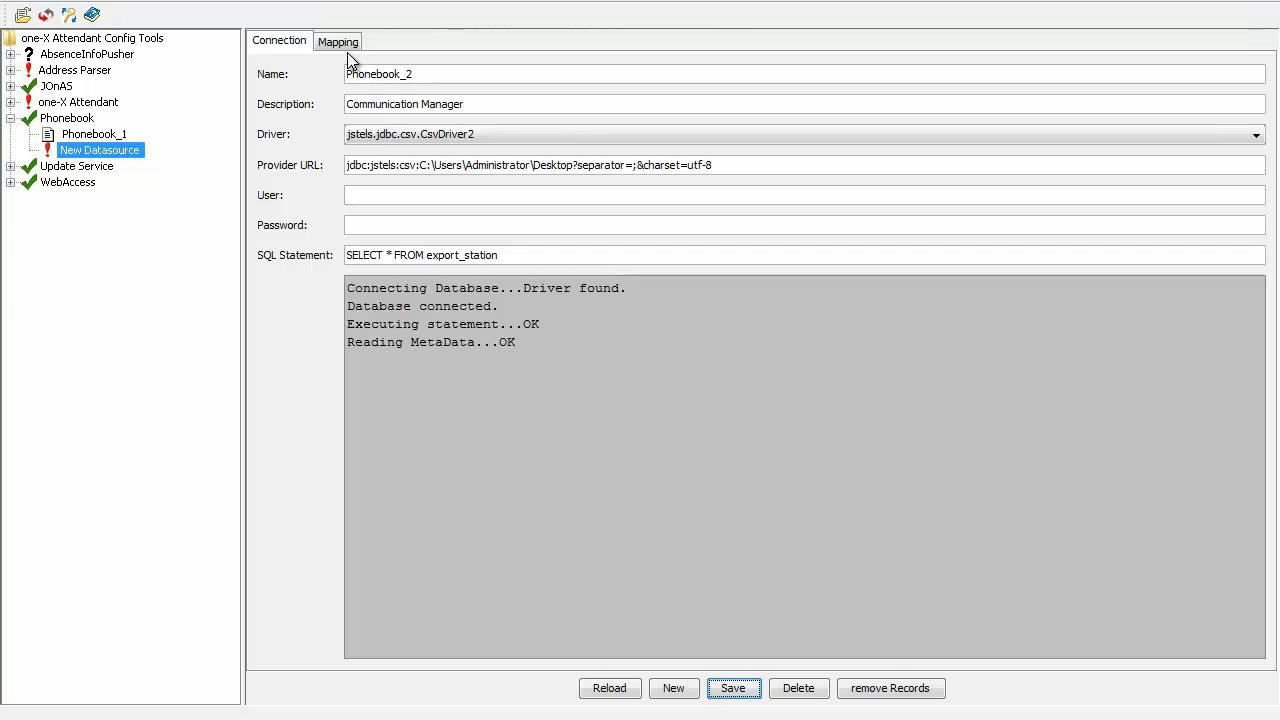 one-X Attendant Config Tools
AbsenceInfoPusher
Address Parser
JOnAS
one-X Attendant
Phonebook
Phonebook_1
New Datasource
Update Service
WebAccess
Connection Mapping
Name: Phonebook_2
Description: Communication Manager
Driver: jstels.jdbc.csv.CsvDriver2
Provider URL: jdbc:jstels:csv:C:\Users\Administrator\Desktop?separator=;&charset=utf-8
User:
Password:
SQL Statement: SELECT * FROM export_station
Connecting Database...Driver found.
Database connected.
Executing statement...OK
Reading MetaData...OK
Reload New Save Delete remove Records